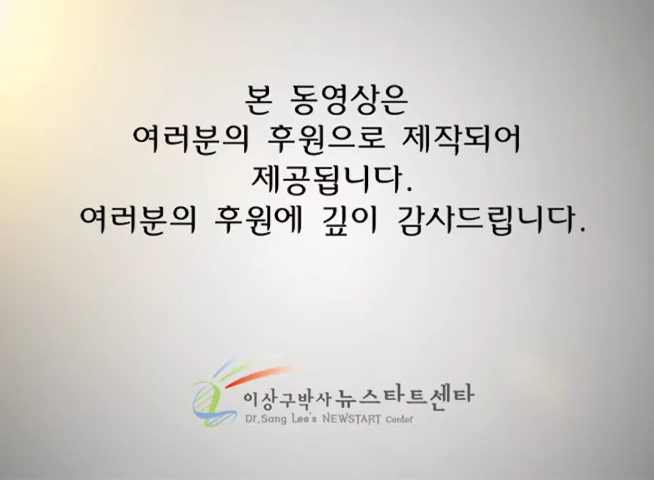 본 동영상은
여러분의 후원으로 제작되어
제공됩니다.
여러분의 후원에 깊이 감사드립니다.
이상구박사뉴스타트센타
Dr.Sang Lee's NEWSTART Center